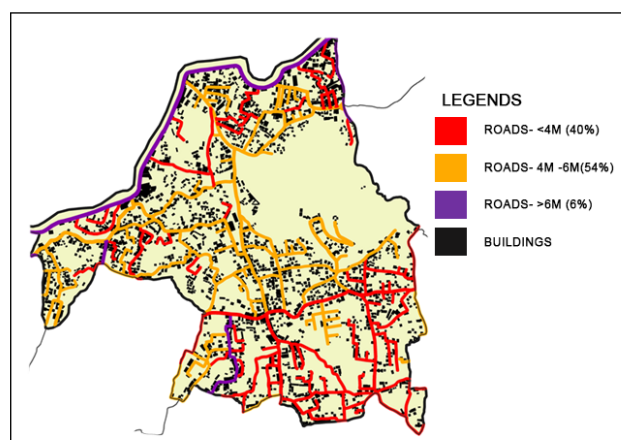 LEGENDS
ROADS- <4M (40%)
ROADS- 4M -6M(54%)
ROADS- >6M (6%)
BUILDINGS